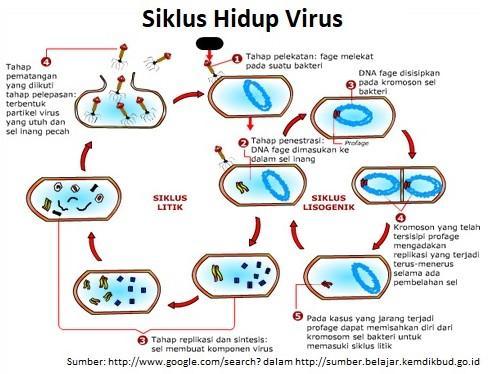 Siklus Hidup Virus
4
Tahap
pematangan
yang diikuti
tahap pelepasan:
terbentuk
partikel virus
yang utuh dan
sel inang pecah
1 Tahap pelekatan: fage melekat
pada suatu bakteri
3 DNA fage disisipkan
pada kromoson sel
bakteri
Profage
2 Tahap penetrasi:
DNA fage dimasukan ke
dalam sel inang
SIKLUS
LITIK
SIKLUS
LISOGENIK
4
Kromoson yang telah
tersisipi profage
mengadakan
replikasi yang terjadi
terus-menerus
selama ada
pembelahan sel
5 Pada kasus yang jarang terjadi
profage dapat memisahkan diri dari
kromoson sel bakteri untuk
memasuki siklus litik
3 Tahap replikasi dan sintesis:
sel membuat komponen virus
Sumber: http://www.google.com/search? dalam http://sumber.belajar.kemdikbud.go.id